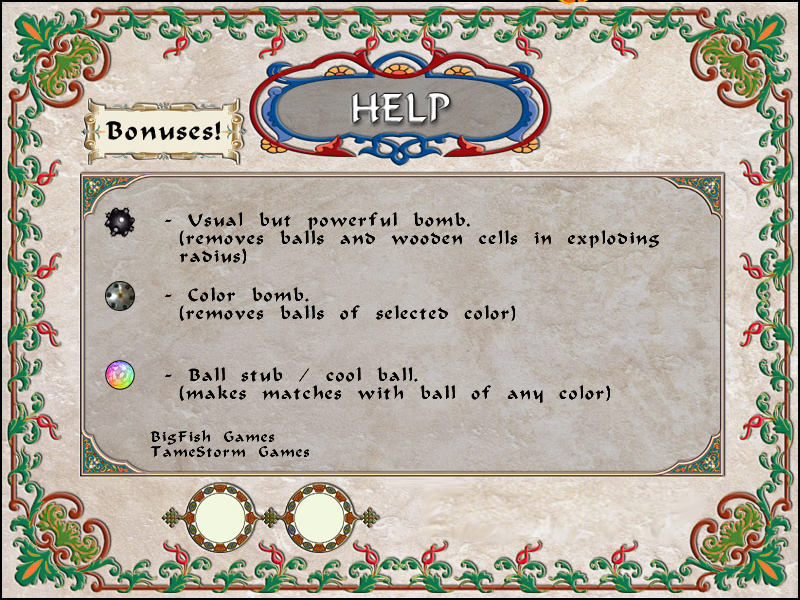 HELP
Bonuses!
- Usual but powerful bomb.
(removes balls and wooden cells in exploding
radius)
- Color bomb.
(removes balls of selected color)
- Ball stub / cool ball.
(makes matches with ball of any color)
BigFish Games
TameStorm Games